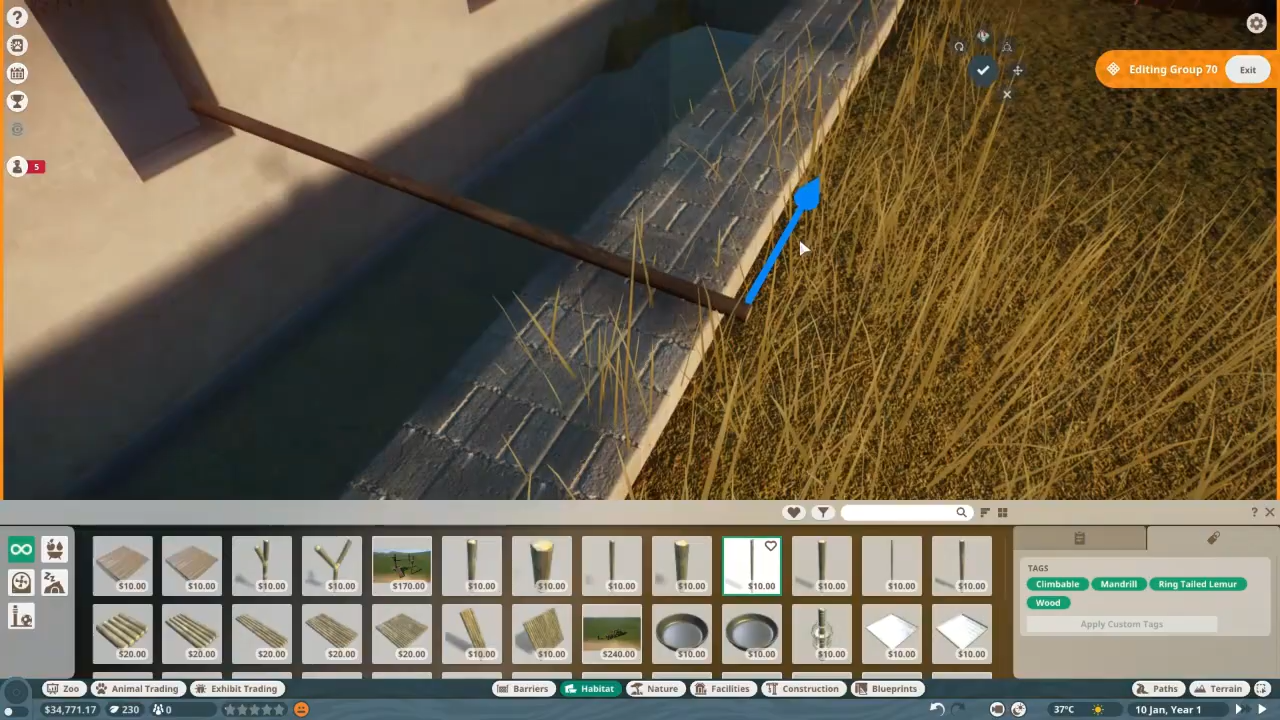 Editing Group 70
Exit
5
$10.00 $10.00 $10.00 $10.00 $170.00 $10.00 $10.00 $10.00 $10.00 $10.00 $10.00 $10.00 $10.00
$20.00 $20.00 $20.00 $20.00 $20.00 $10.00 $10.00 $240.00 $10.00 $10.00 $10.00 $10.00 $10.00
?
TAGS
Climbable Mandrill Ring Tailed Lemur
Wood
Apply Custom Tags
Zoo Animal Trading Exhibit Trading Barriers Habitat Nature Facilities Construction Blueprints Paths Terrain
$34,771.17 230 0 37°C 10 Jan, Year 1